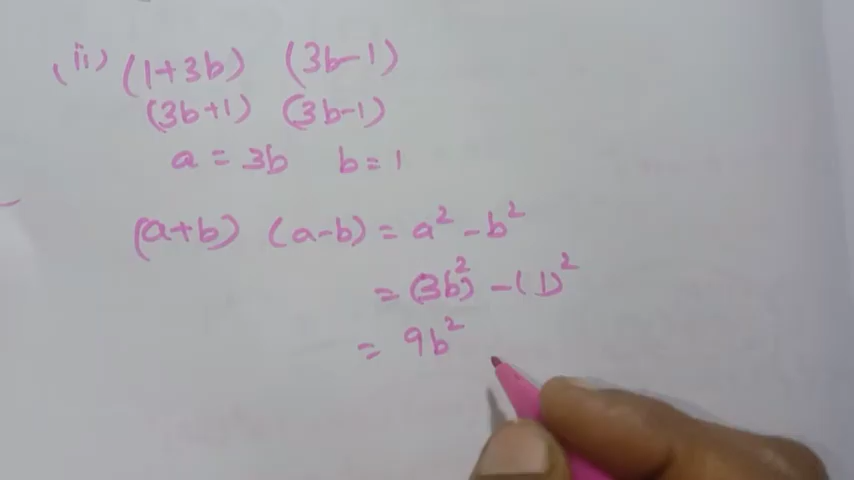 (ii) (1+3b) (3b-1)
(3b+1) (3b-1)
a = 3b b = 1
(a+b) (a-b) = a² - b²
= (3b)² - (1)²
= 9b²